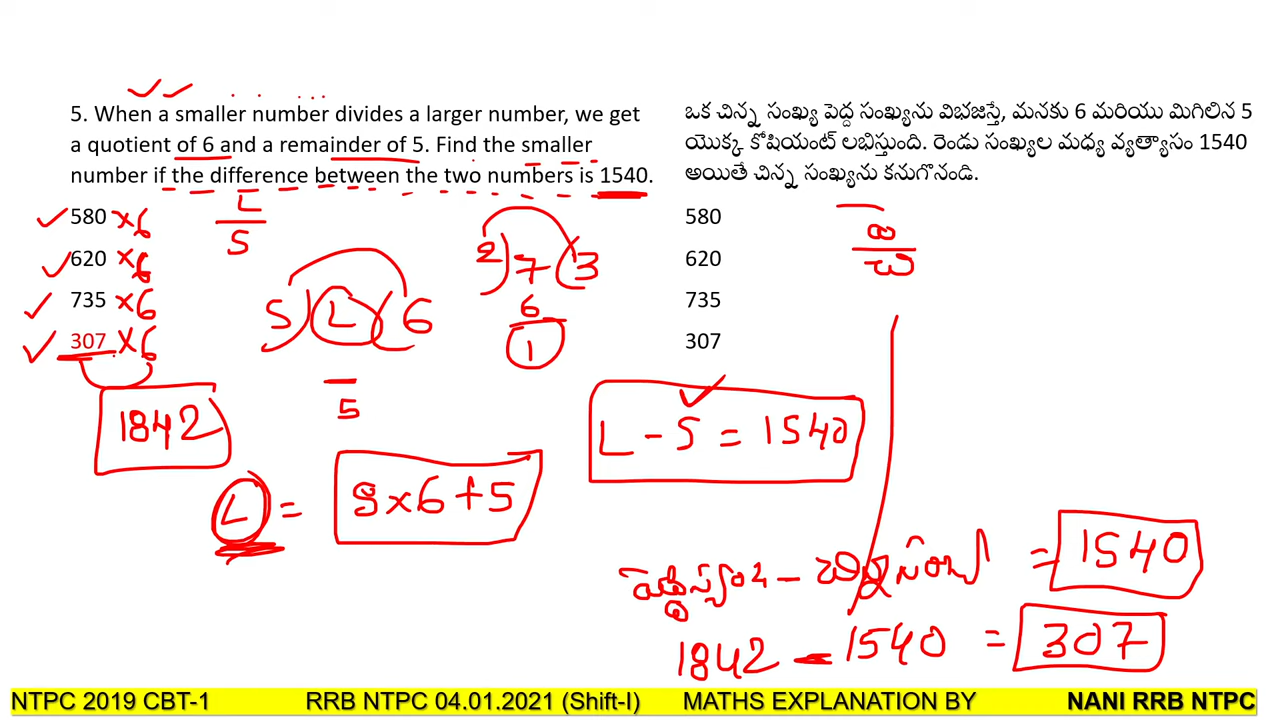 5. When a smaller number divides a larger number, we get
a quotient of 6 and a remainder of 5. Find the smaller
number if the difference between the two numbers is 1540.
580 ×6
620 ×6
735 ×6
307 ×6
1842
L
S
S) L (6
5
2) 7 (3
6
1
L = S×6+5
ఒక చిన్న సంఖ్య పెద్ద సంఖ్యను విభజిస్తే, మనకు 6 మరియు మిగిలిన 5
యొక్క కోషియంట్ లభిస్తుంది. రెండు సంఖ్యల మధ్య వ్యత్యాసం 1540
అయితే చిన్న సంఖ్యను కనుగొనండి.
580
620
735
307
L - S = 1540
= 1540
1842 - 1540 = 307
NTPC 2019 CBT-1 RRB NTPC 04.01.2021 (Shift-I) MATHS EXPLANATION BY NANI RRB NTPC